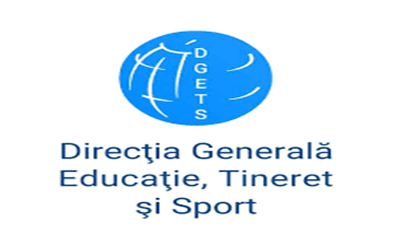 DGETS
Direcţia Generală
Educaţie, Tineret
şi Sport